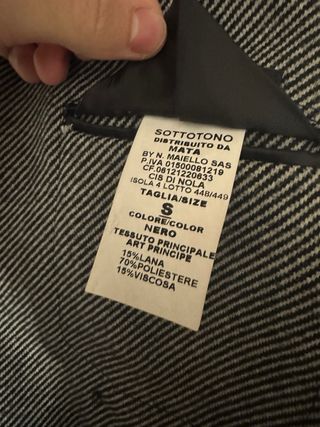 SOTTOTONO
DISTRIBUITO DA
MATA
BY N. MAIELLO SAS
P.IVA 01500081219
CF.06121220633
CIS DI NOLA
ISOLA 4 LOTTO 448/449
TAGLIA/SIZE
S
COLORE/COLOR
NERO
TESSUTO PRINCIPALE
ART PRINCIPE
15%LANA
70%POLIESTERE
15%VISCOSA